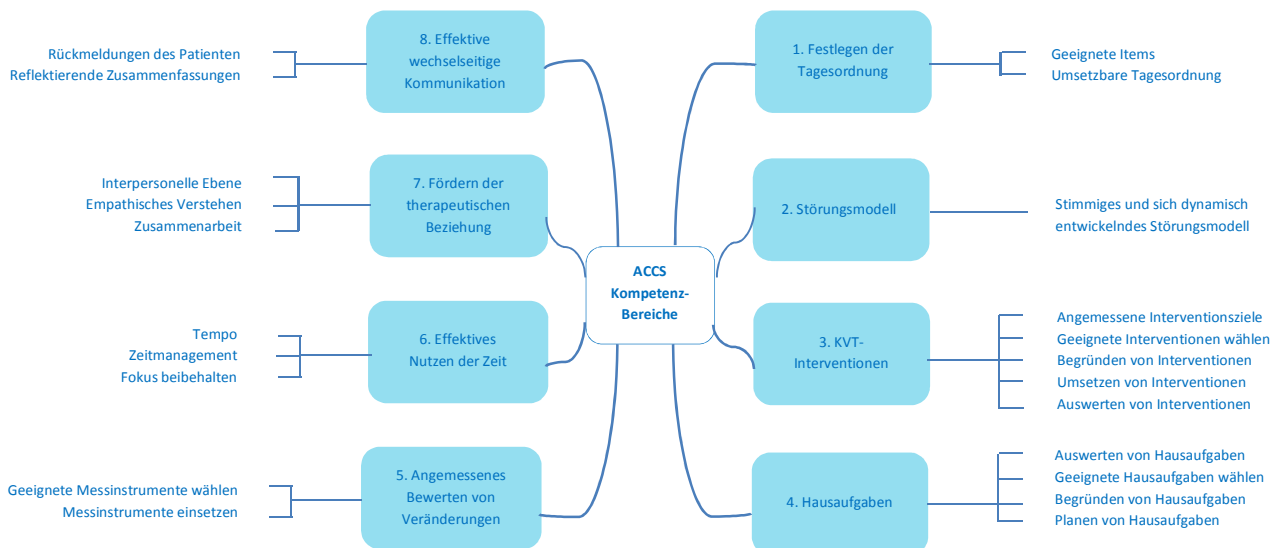 ACCS
Kompetenz-
Bereiche
1. Festlegen der
Tagesordnung
Geeignete Items
Umsetzbare Tagesordnung
2. Störungsmodell
Stimmiges und sich dynamisch
entwickelndes Störungsmodell
3. KVT-
Interventionen
Angemessene Interventionsziele
Geeignete Interventionen wählen
Begründen von Interventionen
Umsetzen von Interventionen
Auswerten von Interventionen
4. Hausaufgaben
Auswerten von Hausaufgaben
Geeignete Hausaufgaben wählen
Begründen von Hausaufgaben
Planen von Hausaufgaben
5. Angemessenes
Bewerten von
Veränderungen
Geeignete Messinstrumente wählen
Messinstrumente einsetzen
6. Effektives
Nutzen der Zeit
Tempo
Zeitmanagement
Fokus beibehalten
7. Fördern der
therapeutischen
Beziehung
Interpersonelle Ebene
Empathisches Verstehen
Zusammenarbeit
8. Effektive
wechselseitige
Kommunikation
Rückmeldungen des Patienten
Reflektierende Zusammenfassungen